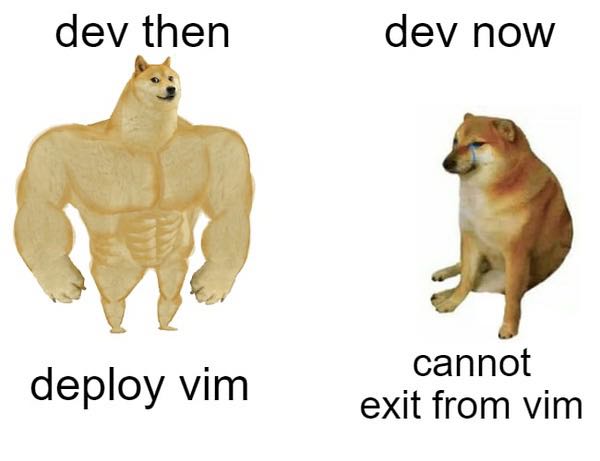 dev then
dev now
deploy vim
cannot
exit from vim